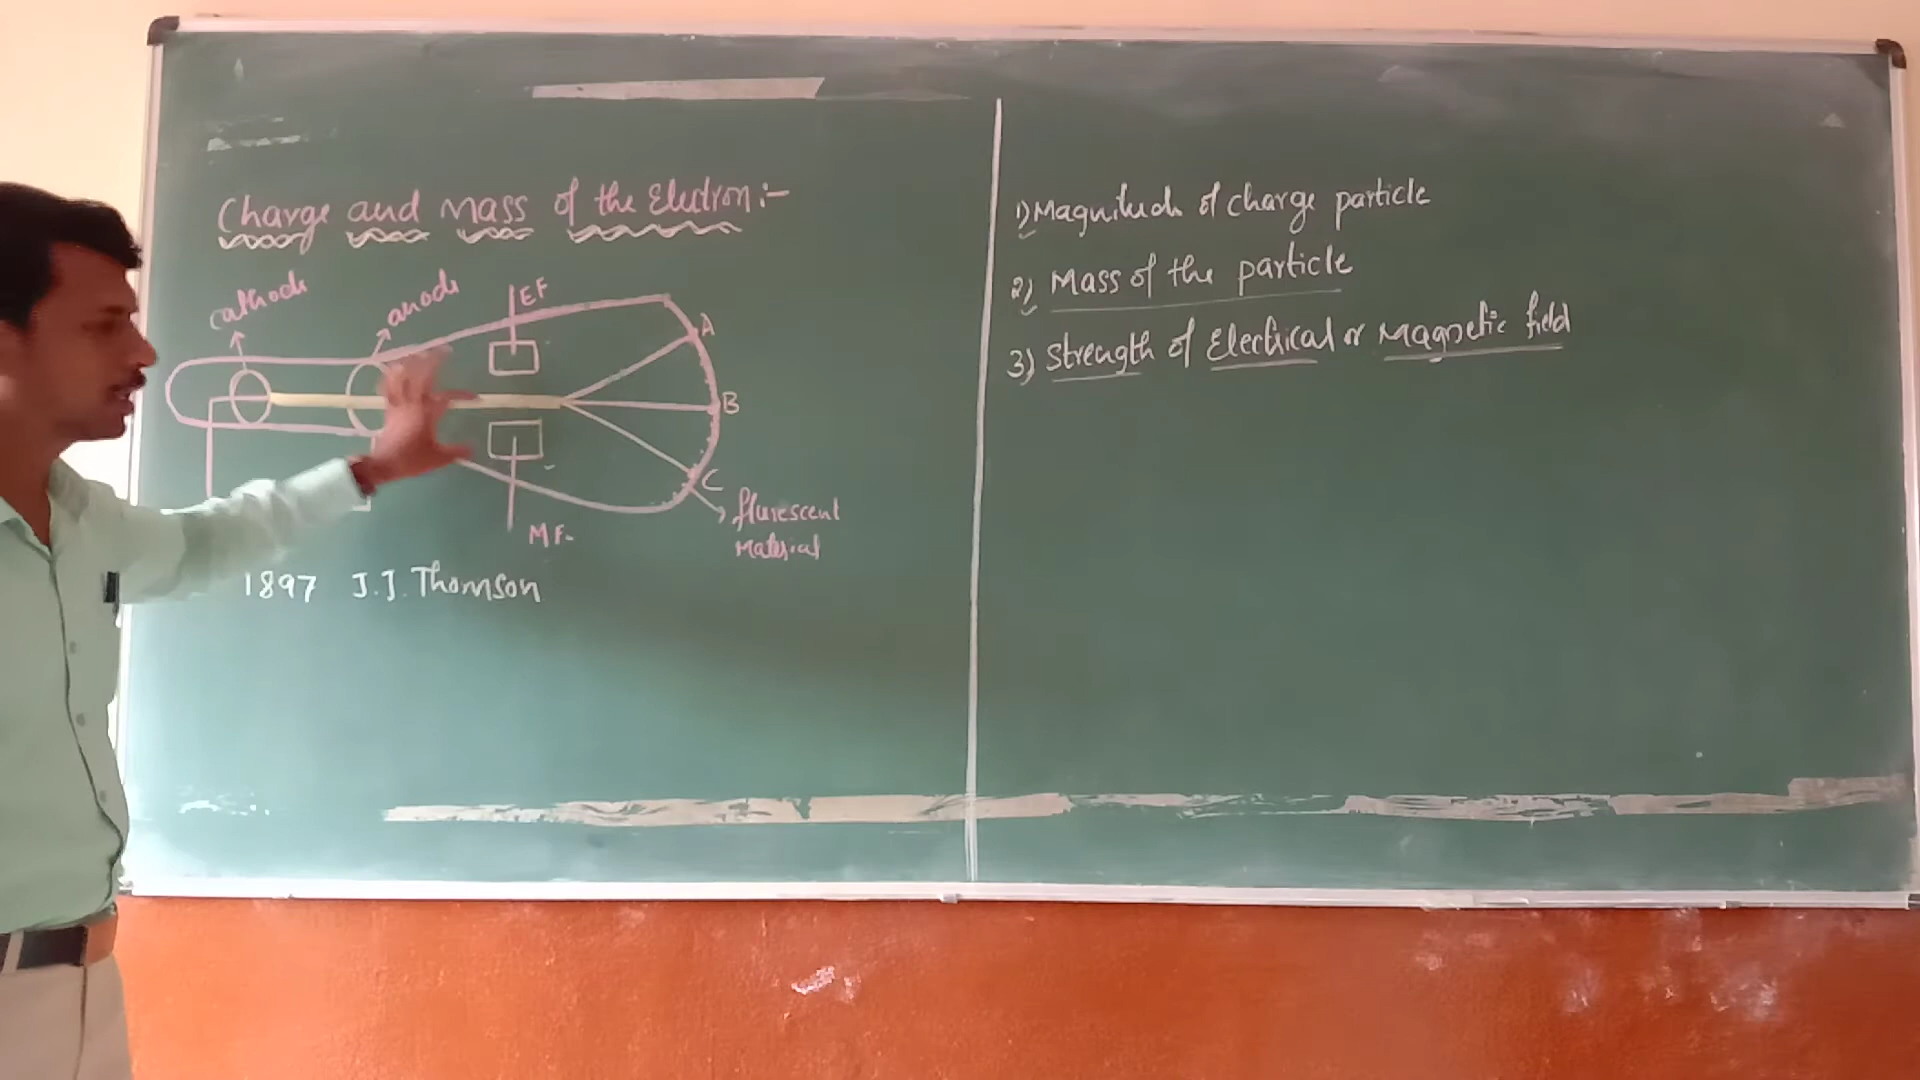 Charge and Mass of the Electron:-
cathode
anode
EF
A
B
C
flurescent
Material
MF-
1897 J.J. Thomson
1) Magnitude of charge particle
2) Mass of the particle
3) Strength of Electrical or Magnetic field